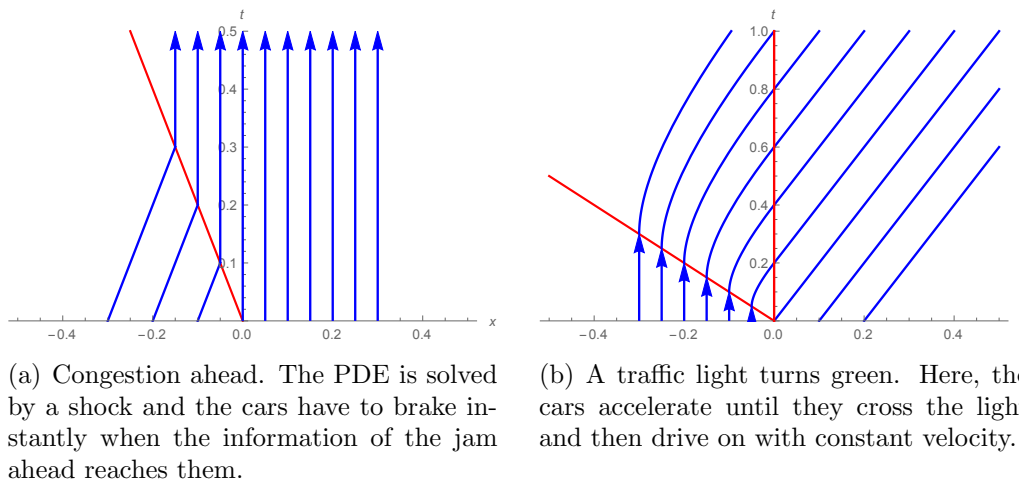 t
0.5
0.4
0.3
0.2
0.1
−0.4 −0.2 0.0 0.2 0.4 x
t
1.0
0.8
0.6
0.4
0.2
−0.4 −0.2 0.0 0.2 0.4
(a) Congestion ahead. The PDE is solved
by a shock and the cars have to brake in-
stantly when the information of the jam
ahead reaches them.
(b) A traffic light turns green. Here, the
cars accelerate until they cross the light
and then drive on with constant velocity.